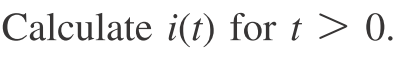 Calculate i(t) for t > 0.